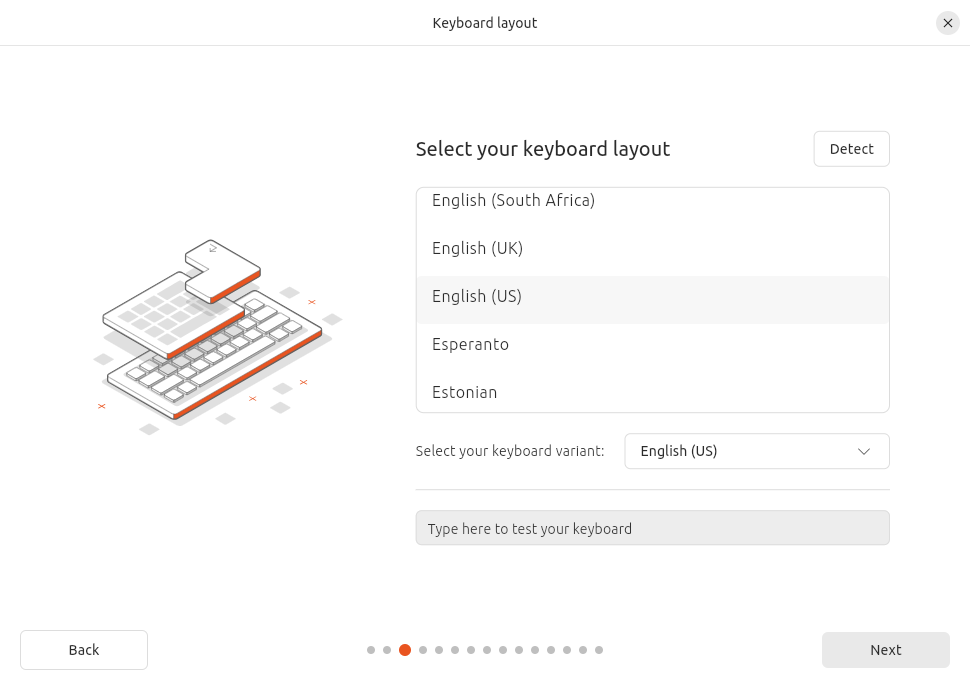 Keyboard layout
Select your keyboard layout
Detect
English (South Africa)
English (UK)
English (US)
Esperanto
Estonian
Select your keyboard variant:
English (US)
Type here to test your keyboard
Back
Next